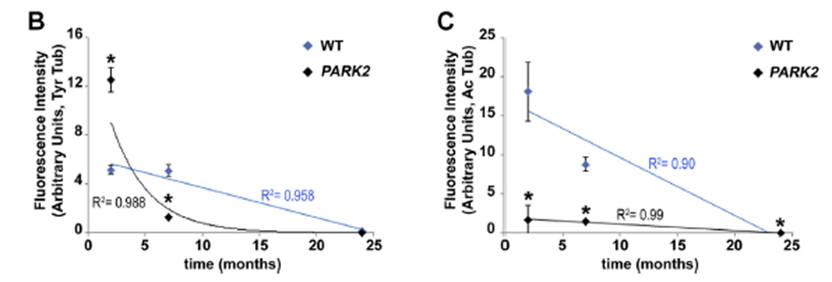 B
Fluorescence Intensity
(Arbitrary Units, Tyr Tub)
16
12
8
4
0
*
*
WT
PARK2
R²= 0.988
R²= 0.958
0 5 10 15 20 25
time (months)
C
Fluorescence Intensity
(Arbitrary Units, Ac Tub)
25
20
15
10
5
0
*
*
*
WT
PARK2
R²= 0.90
R²= 0.99
0 5 10 15 20 25
time (months)